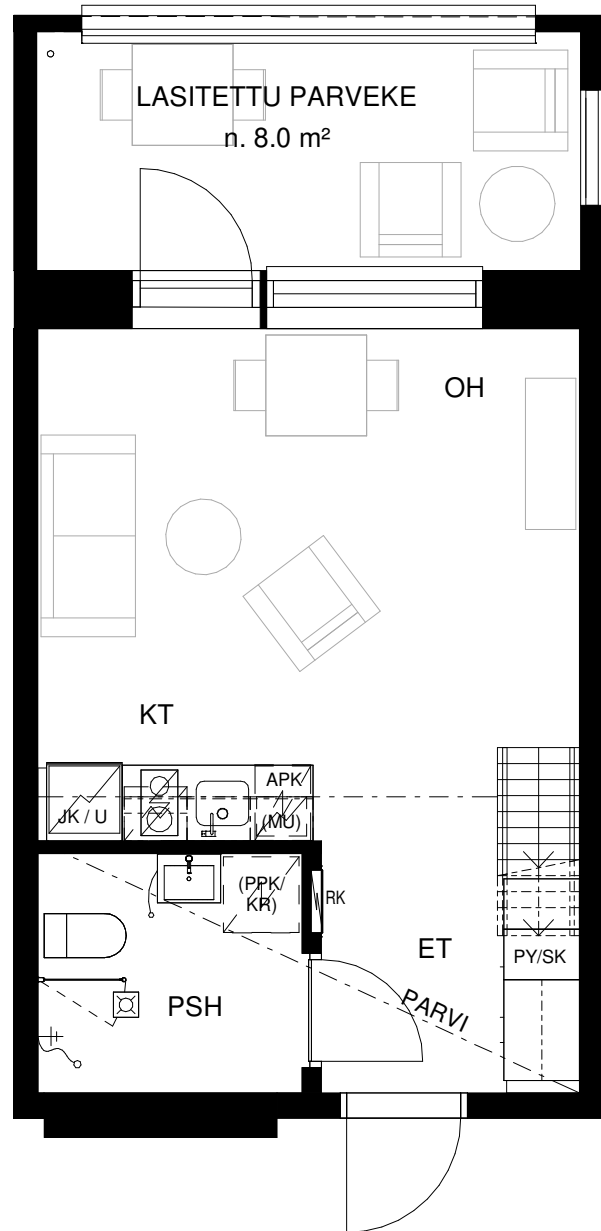 LASITETTU PARVEKE
n. 8.0 m²
OH
KT
JK / U
APK
(MU)
(PPK/
KR)
RK
ET
PY/SK
PSH
PARVI